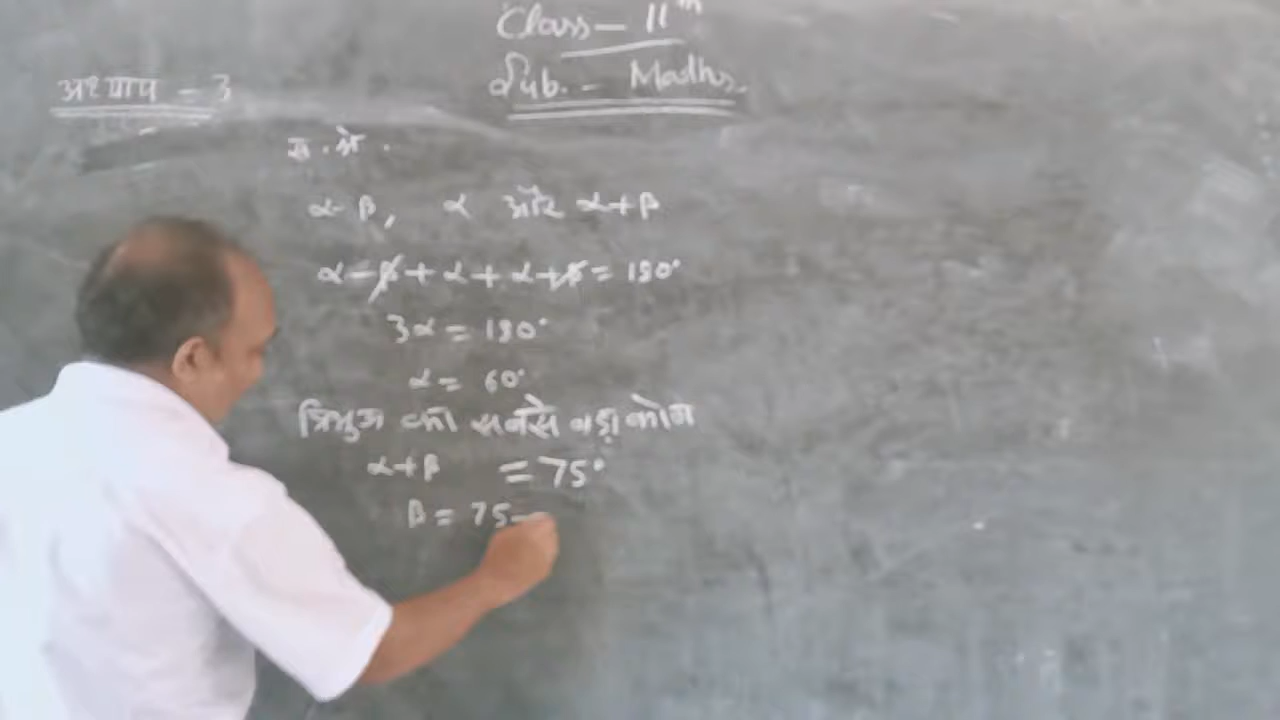 Class - 11th
Sub. - Maths.
अध्याय - 3
α - β, α और α + β
α - β + α + α + β = 180°
3α = 180°
α = 60°
त्रिभुज का सबसे बड़ा कोण
α + β = 75°
β = 75 -